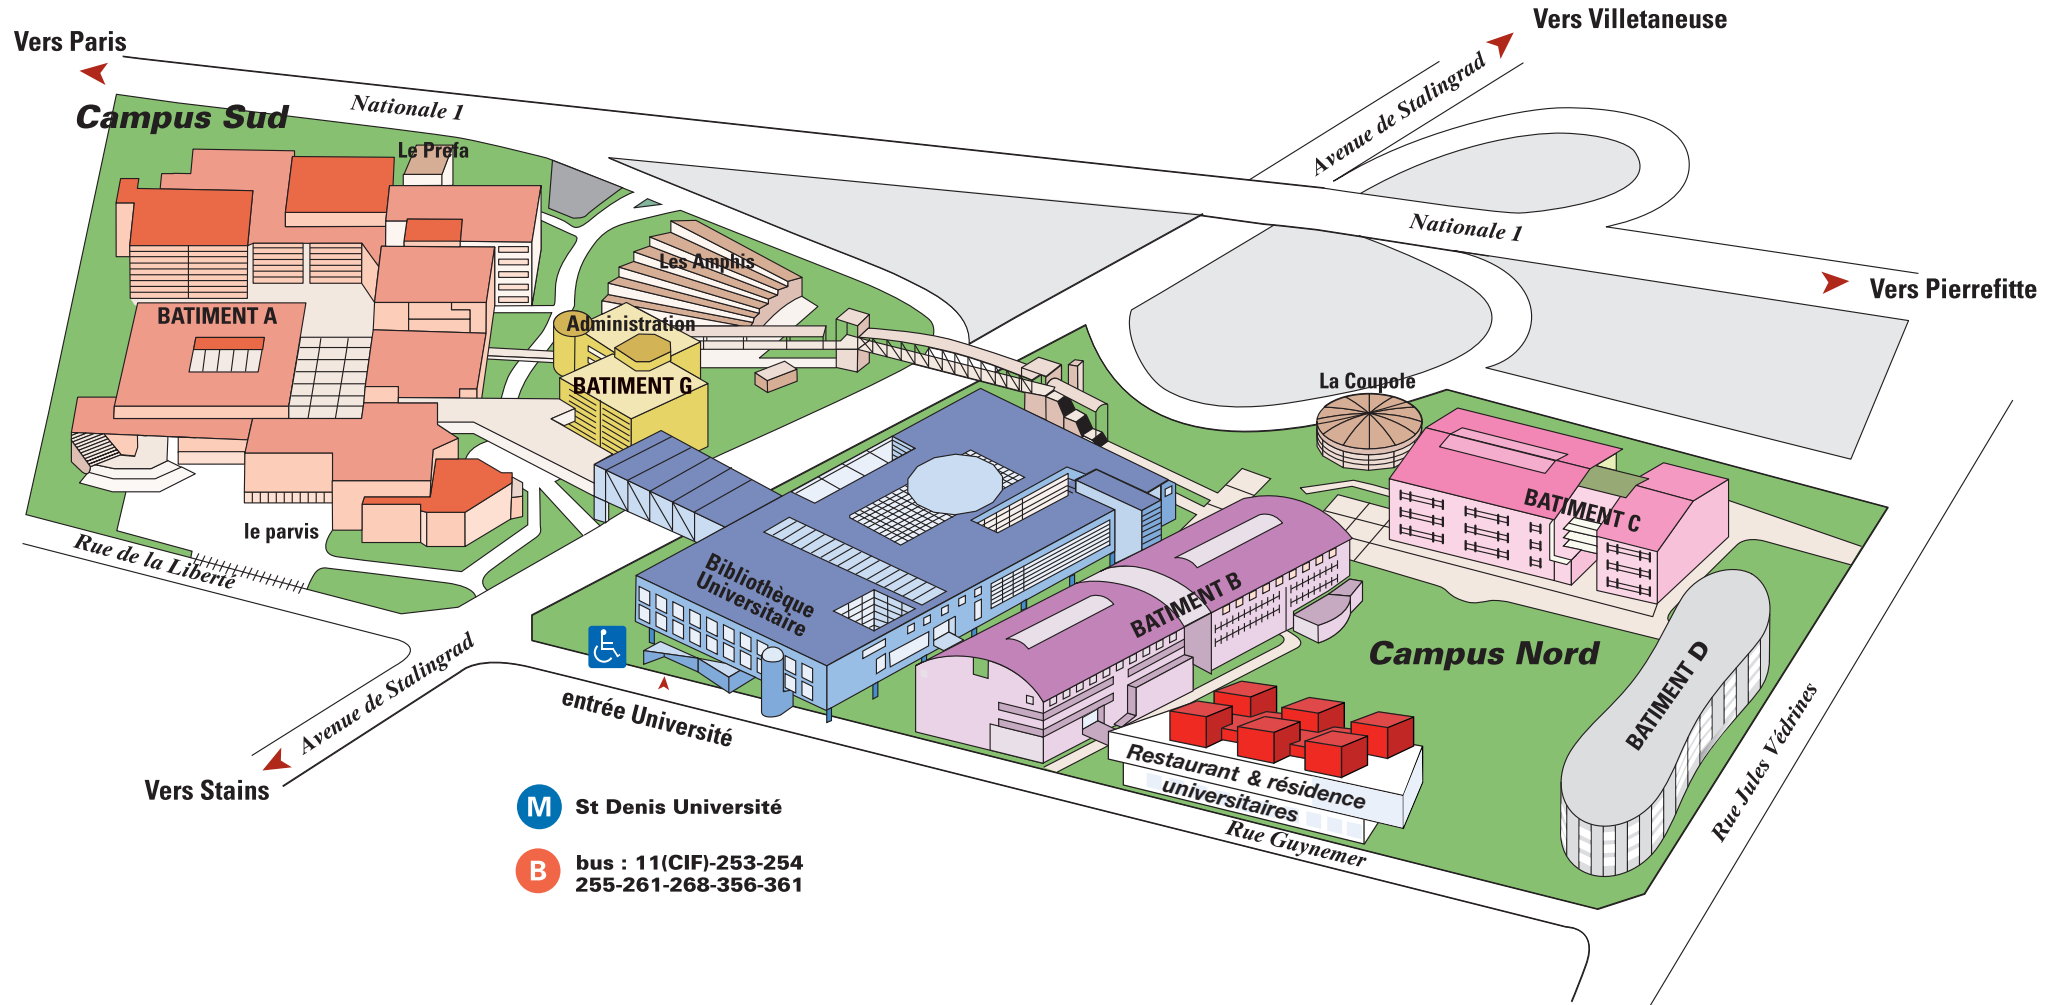 Vers Villetaneuse
Vers Paris
Avenue de Stalingrad
Nationale 1
Campus Sud
Le Prefa
Nationale 1
Les Amphis
Vers Pierrefitte
BATIMENT A
Administration
BATIMENT G
La Coupole
BATIMENT C
le parvis
Rue de la Liberté
Bibliothèque
Universitaire
BATIMENT B
Campus Nord
BATIMENT D
Avenue de Stalingrad
entrée Université
Rue Jules Védrines
Vers Stains
Restaurant & résidence
universitaires
Rue Guynemer
M St Denis Université
B bus : 11(CIF)-253-254
255-261-268-356-361